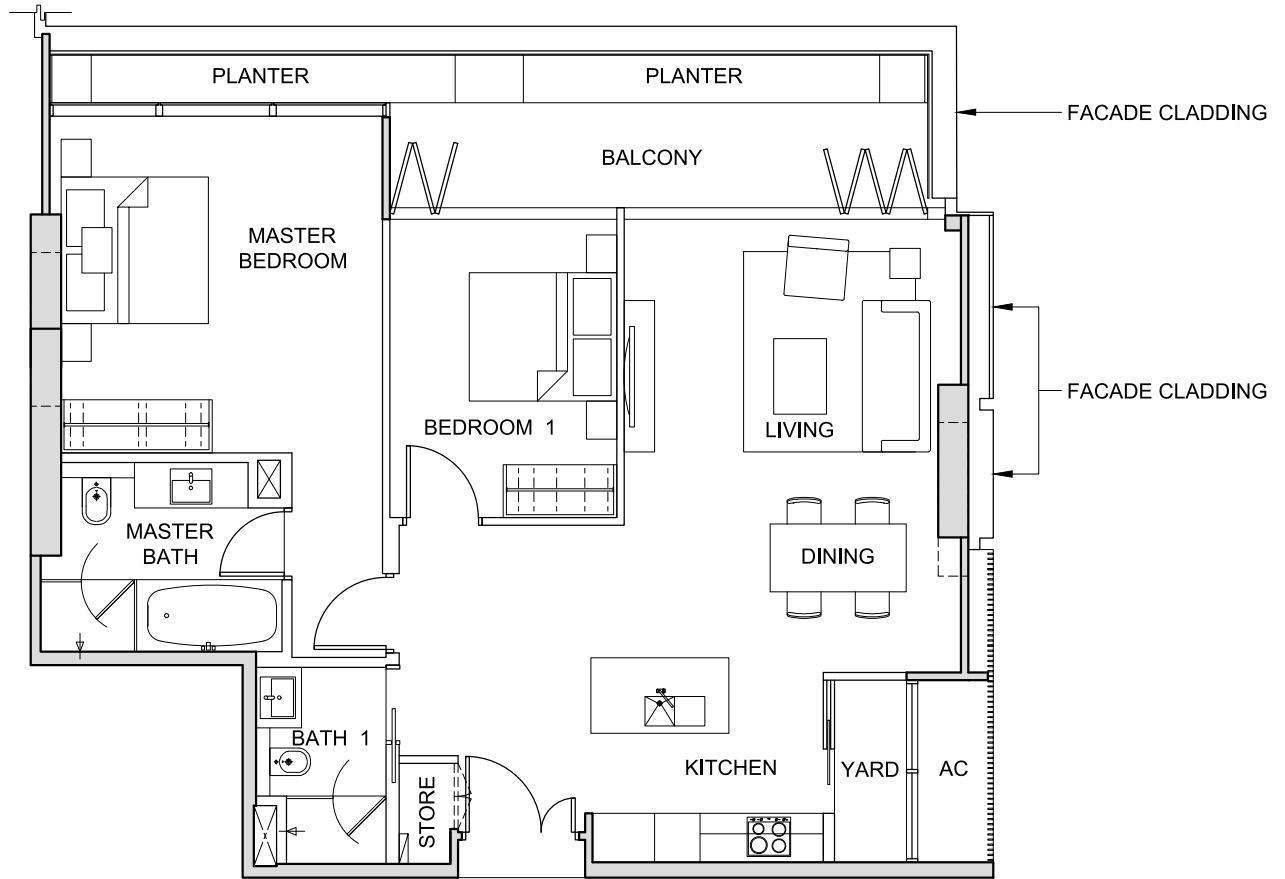 PLANTER
PLANTER
FACADE CLADDING
BALCONY
MASTER
BEDROOM
FACADE CLADDING
BEDROOM 1
LIVING
MASTER
BATH
DINING
BATH 1
KITCHEN
YARD
AC
STORE